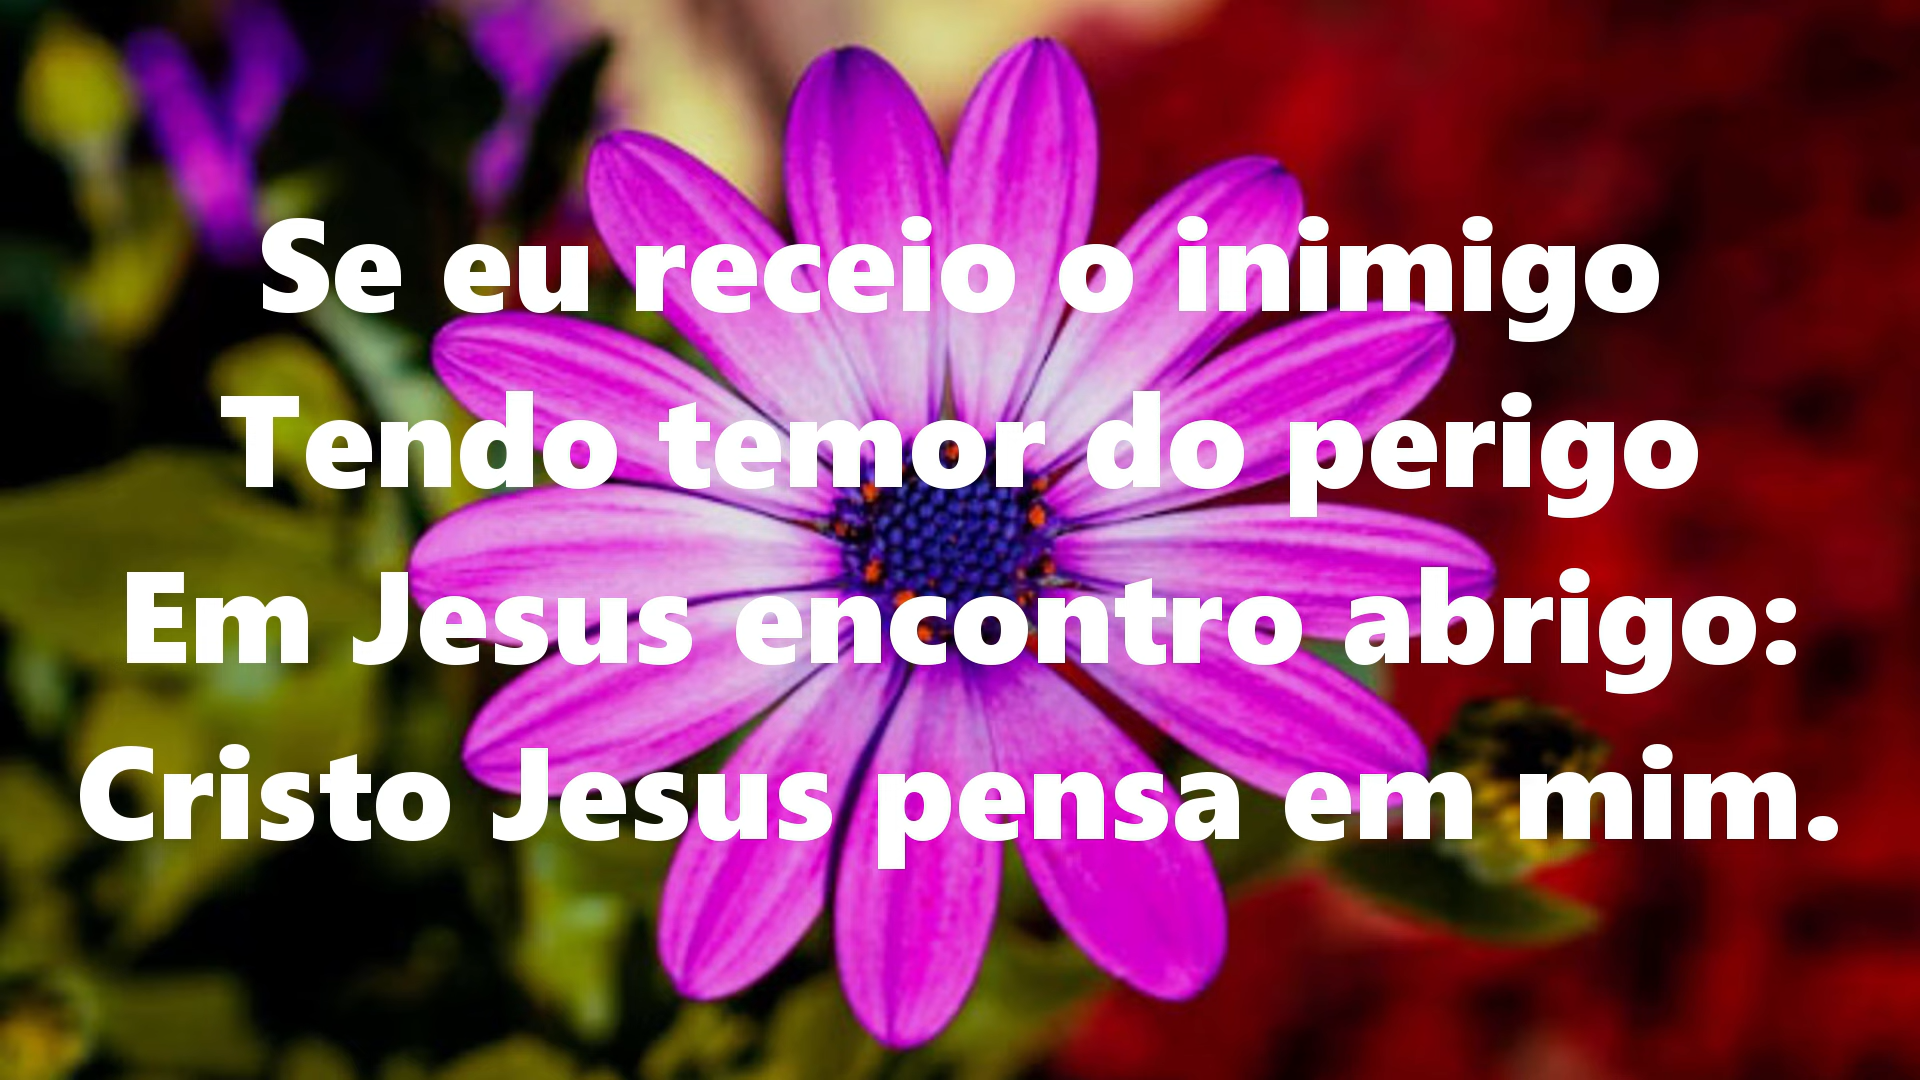 Se eu receio o inimigo
Tendo temor do perigo
Em Jesus encontro abrigo:
Cristo Jesus pensa em mim.